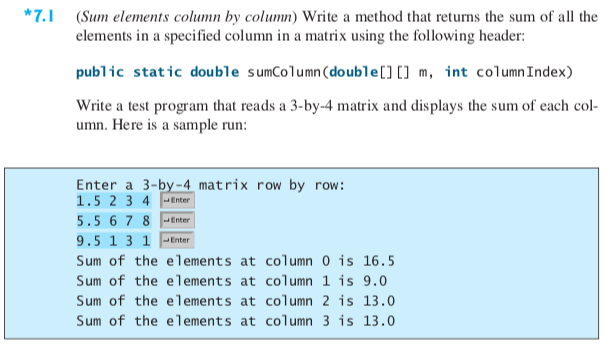 *7.1 (Sum elements column by column) Write a method that returns the sum of all the
elements in a specified column in a matrix using the following header:
public static double sumColumn(double[][] m, int columnIndex)
Write a test program that reads a 3-by-4 matrix and displays the sum of each col-
umn. Here is a sample run:
Enter a 3-by-4 matrix row by row:
1.5 2 3 4 ↵Enter
5.5 6 7 8 ↵Enter
9.5 1 3 1 ↵Enter
Sum of the elements at column 0 is 16.5
Sum of the elements at column 1 is 9.0
Sum of the elements at column 2 is 13.0
Sum of the elements at column 3 is 13.0